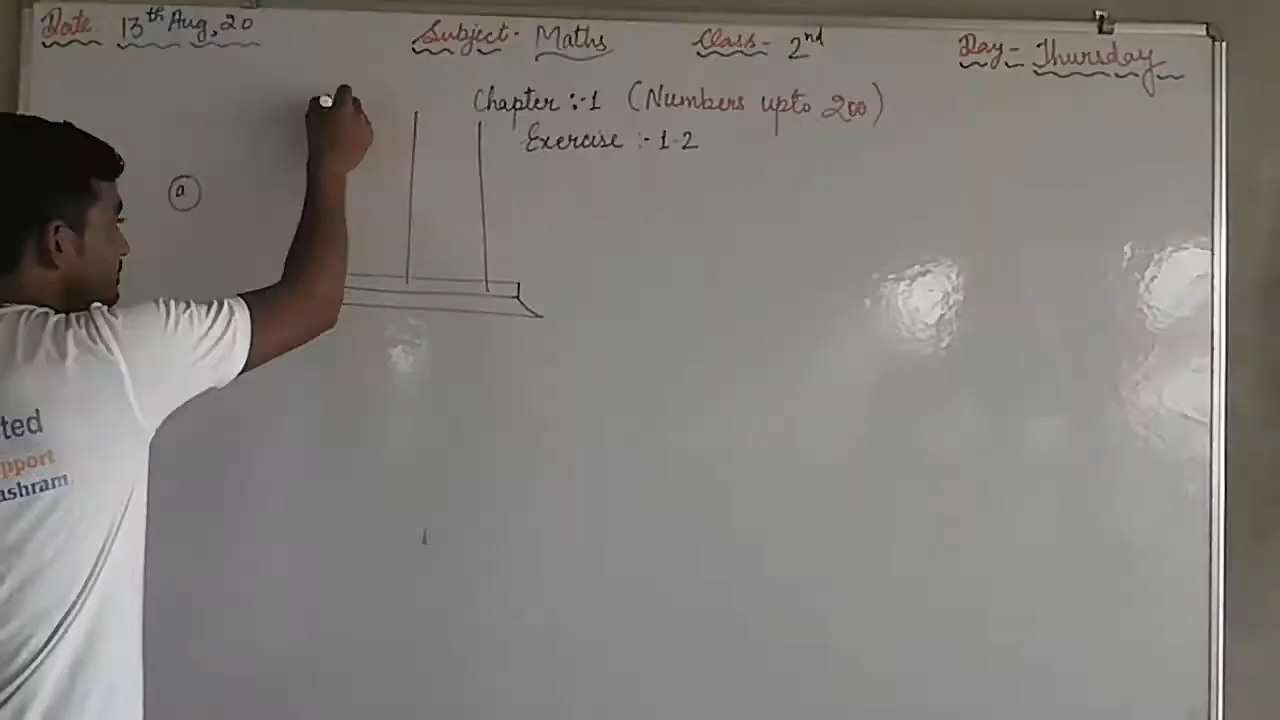 Date 13th Aug, 20 Subject- Maths Class- 2nd Day- Thursday
Chapter :-1 (Numbers upto 200)
Exercise :-1.2
a
ted
pport
ashram